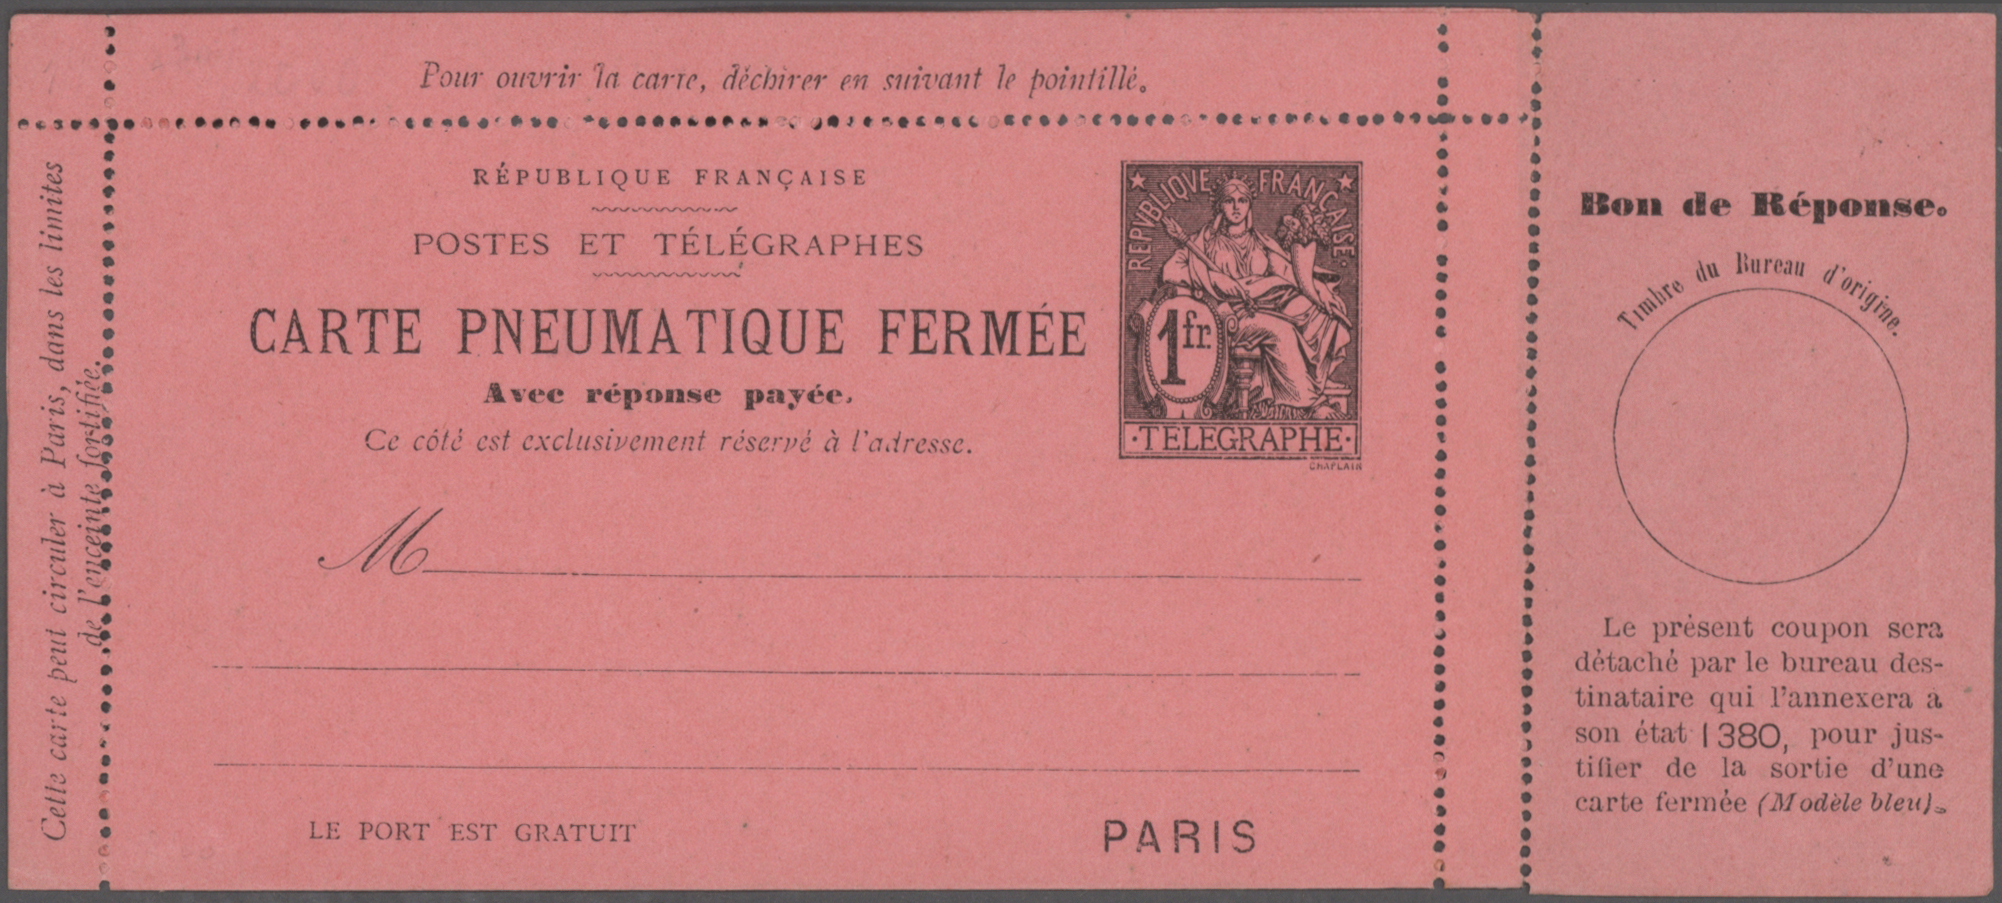 Pour ouvrir la carte, déchirer en suivant le pointillé.
Cette carte peut circuler à Paris, dans les limites
de l'enceinte fortifiée.
RÉPUBLIQUE FRANÇAISE
POSTES ET TÉLÉGRAPHES
CARTE PNEUMATIQUE FERMÉE
Avec réponse payée.
Ce côté est exclusivement réservé à l'adresse.
REPVBLIQVE FRANÇAISE
1 fr.
TELEGRAPHE
CHAPLAIN
M
LE PORT EST GRATUIT
PARIS
Bon de Réponse.
Timbre du Bureau d'origine.
Le présent coupon sera
détaché par le bureau des-
tinataire qui l'annexera à
son état 1380, pour jus-
tifier de la sortie d'une
carte fermée (Modèle bleu).